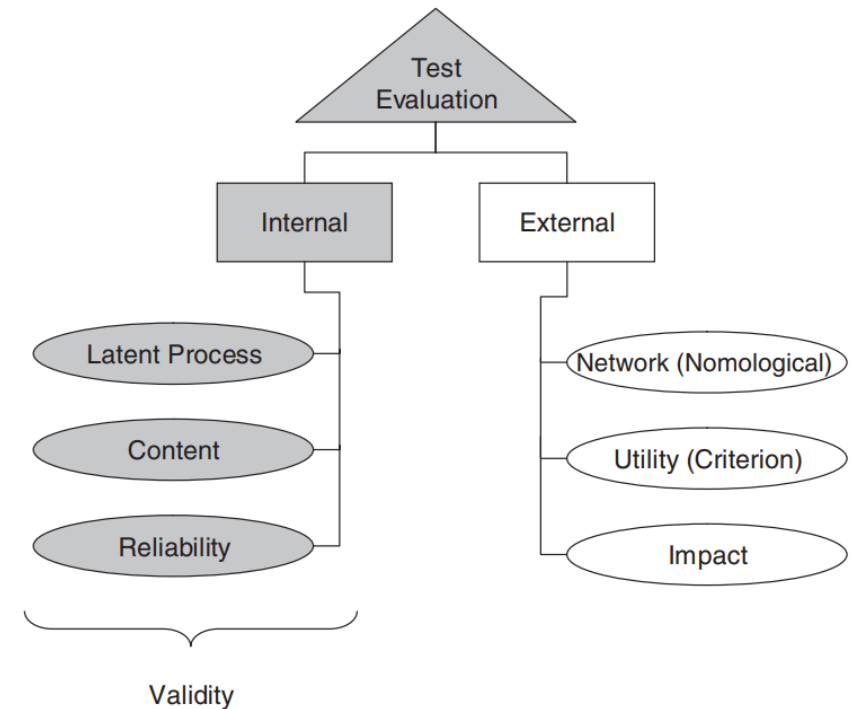 Test
Evaluation
Internal
External
Latent Process
Content
Reliability
Network (Nomological)
Utility (Criterion)
Impact
Validity